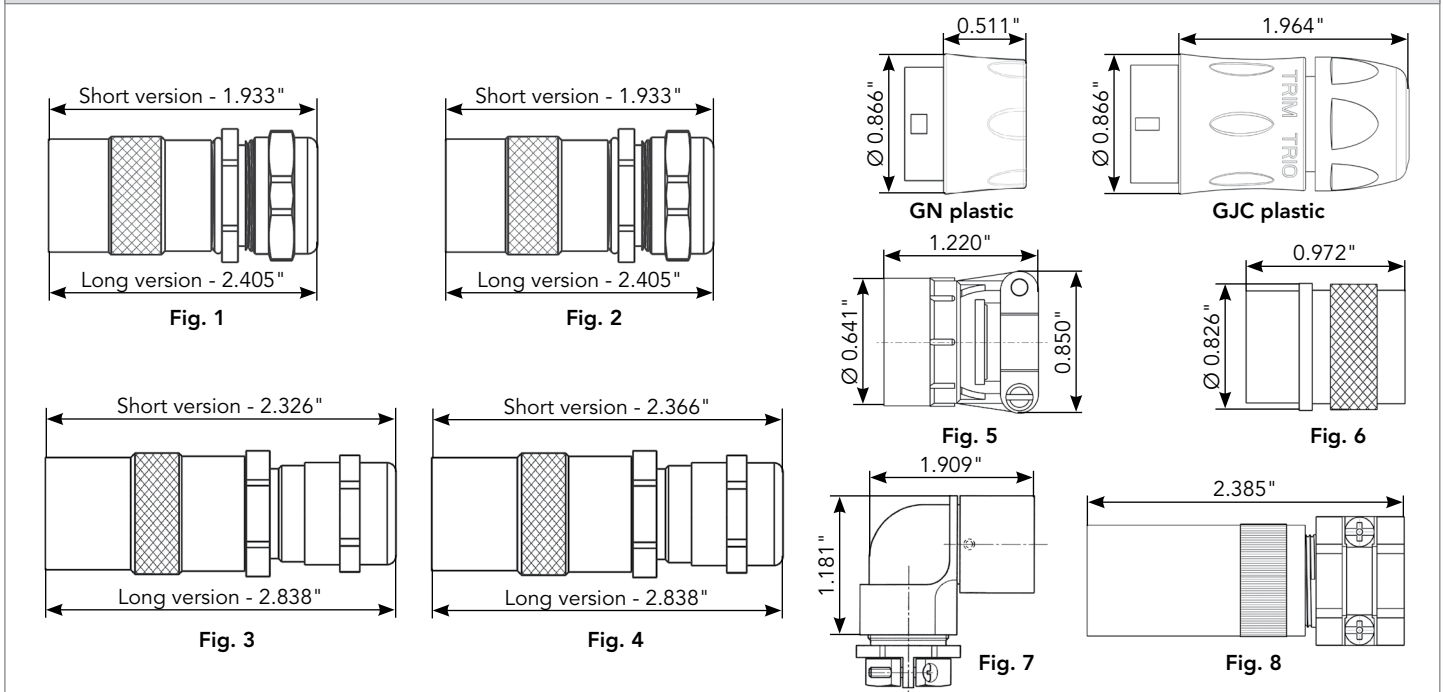 Short version - 1.933"
Long version - 2.405"
Fig. 1
Short version - 1.933"
Long version - 2.405"
Fig. 2
0.511"
Ø 0.866"
GN plastic
1.964"
Ø 0.866"
TRIM TRIO
GJC plastic
1.220"
Ø 0.641"
0.850"
Fig. 5
0.972"
Ø 0.826"
Fig. 6
Short version - 2.326"
Long version - 2.838"
Fig. 3
Short version - 2.366"
Long version - 2.838"
Fig. 4
1.909"
1.181"
Fig. 7
2.385"
Fig. 8